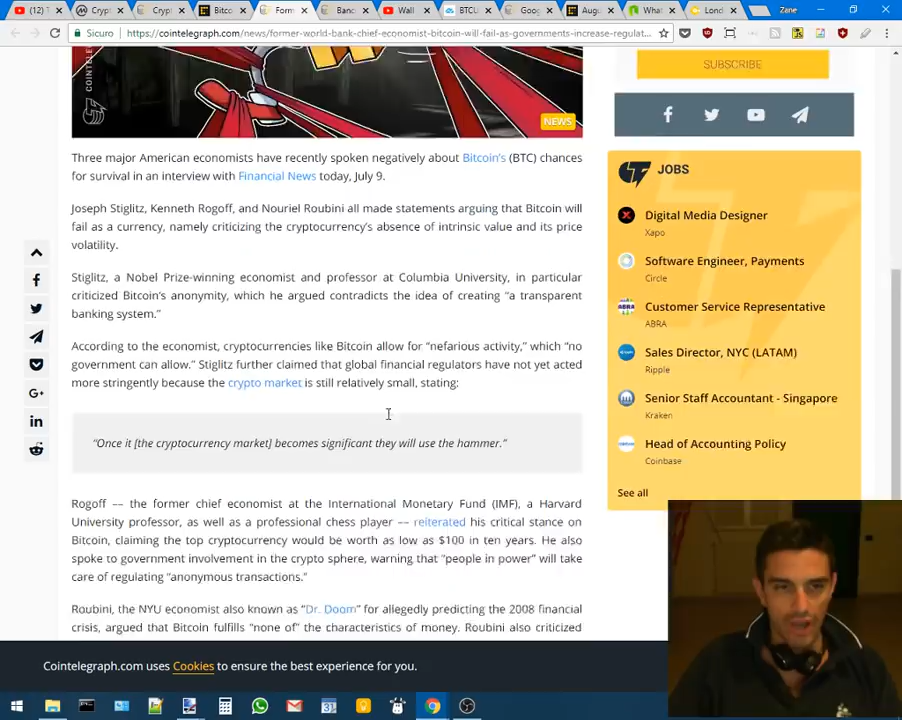 (12) T
Cryp
Crypt
Bitco
Form
Banc
Wall
BTCU
Goog
Augu
What
Lond
Zane
Sicuro
https://cointelegraph.com/news/former-world-bank-chief-economist-bitcoin-will-fail-as-governments-increase-regulat...
COINTELE
NEWS
SUBSCRIBE
Three major American economists have recently spoken negatively about Bitcoin's (BTC) chances
for survival in an interview with Financial News today, July 9.
Joseph Stiglitz, Kenneth Rogoff, and Nouriel Roubini all made statements arguing that Bitcoin will
fail as a currency, namely criticizing the cryptocurrency's absence of intrinsic value and its price
volatility.
Stiglitz, a Nobel Prize-winning economist and professor at Columbia University, in particular
criticized Bitcoin's anonymity, which he argued contradicts the idea of creating “a transparent
banking system.”
According to the economist, cryptocurrencies like Bitcoin allow for “nefarious activity,” which “no
government can allow.” Stiglitz further claimed that global financial regulators have not yet acted
more stringently because the crypto market is still relatively small, stating:
“Once it [the cryptocurrency market] becomes significant they will use the hammer.”
Rogoff –– the former chief economist at the International Monetary Fund (IMF), a Harvard
University professor, as well as a professional chess player –– reiterated his critical stance on
Bitcoin, claiming the top cryptocurrency would be worth as low as $100 in ten years. He also
spoke to government involvement in the crypto sphere, warning that “people in power” will take
care of regulating “anonymous transactions.”
Roubini, the NYU economist also known as “Dr. Doom” for allegedly predicting the 2008 financial
crisis, argued that Bitcoin fulfills “none of” the characteristics of money. Roubini also criticized
JOBS
Digital Media Designer
Xapo
Software Engineer, Payments
Circle
Customer Service Representative
ABRA
Sales Director, NYC (LATAM)
Ripple
Senior Staff Accountant - Singapore
Kraken
Head of Accounting Policy
Coinbase
See all
Cointelegraph.com uses Cookies to ensure the best experience for you.